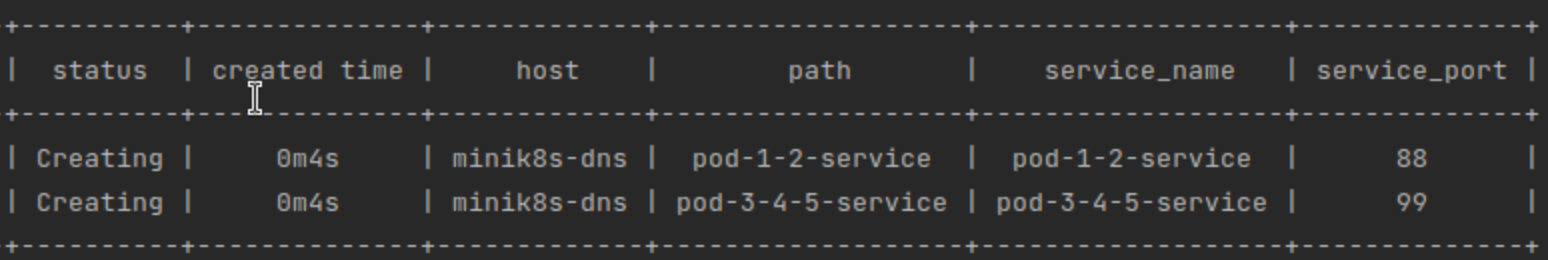 +----------+--------------+-------------+-------------------+-------------------+--------------+
|  status  | created time |     host    |        path       |    service_name   | service_port |
+----------+--------------+-------------+-------------------+-------------------+--------------+
| Creating |     0m4s     | minik8s-dns |  pod-1-2-service  |  pod-1-2-service  |      88      |
| Creating |     0m4s     | minik8s-dns | pod-3-4-5-service | pod-3-4-5-service |      99      |
+----------+--------------+-------------+-------------------+-------------------+--------------+